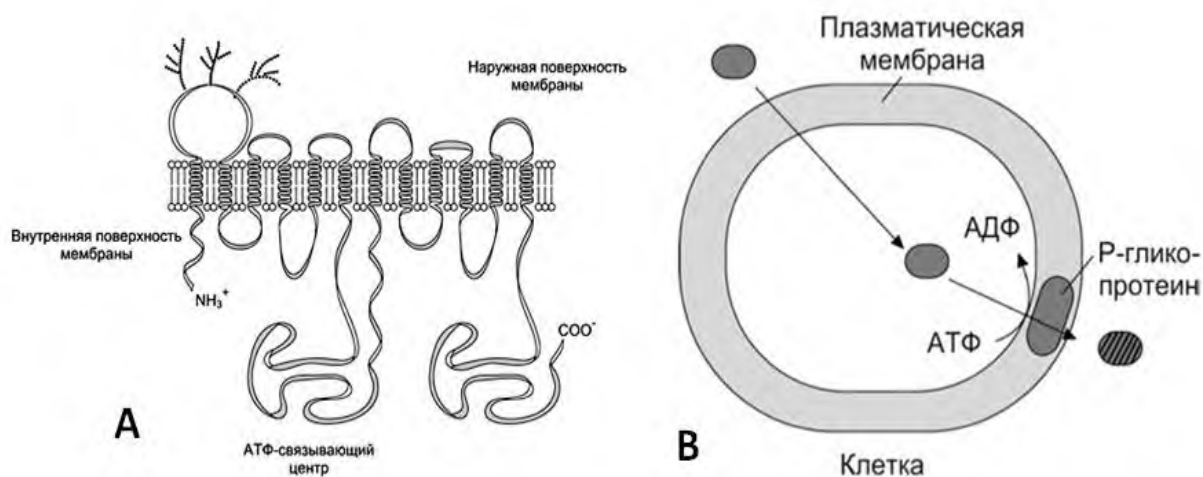 Наружная поверхность
мембраны
Внутренняя поверхность
мембраны
NH₃⁺
COO⁻
АТФ-связывающий
центр
A
Плазматическая
мембрана
АДФ
Р-глико-
протеин
АТФ
Клетка
B